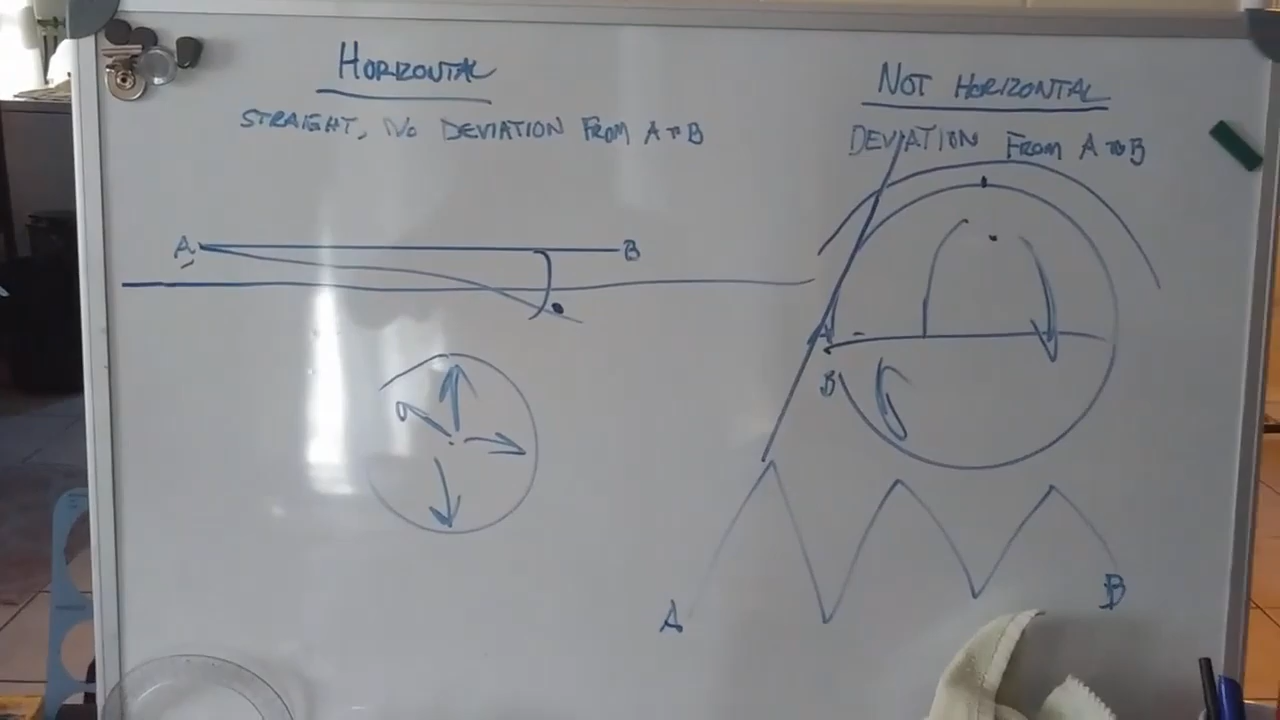 HORIZONTAL
STRAIGHT, NO DEVIATION FROM A TO B
A B
NOT HORIZONTAL
DEVIATION FROM A TO B
A
B
A B